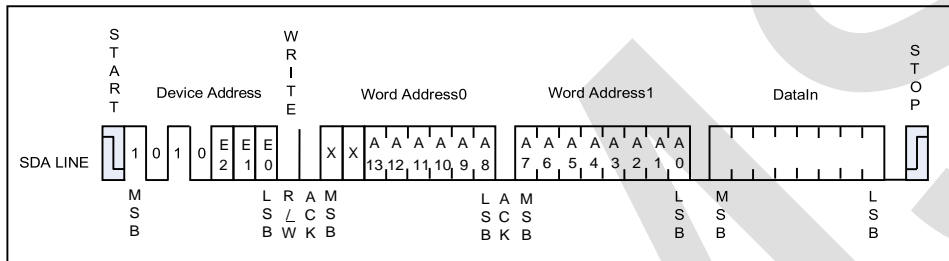 START
WRITE
STOP
Device Address
Word Address0
Word Address1
DataIn
SDA LINE
1 0 1 0 E2 E1 E0 X X A13 A12 A11 A10 A9 A8 A7 A6 A5 A4 A3 A2 A1 A0
MSB
LSB
R/W
ACK
MSB
LSB
ACK
MSB
LSB
MSB
LSB